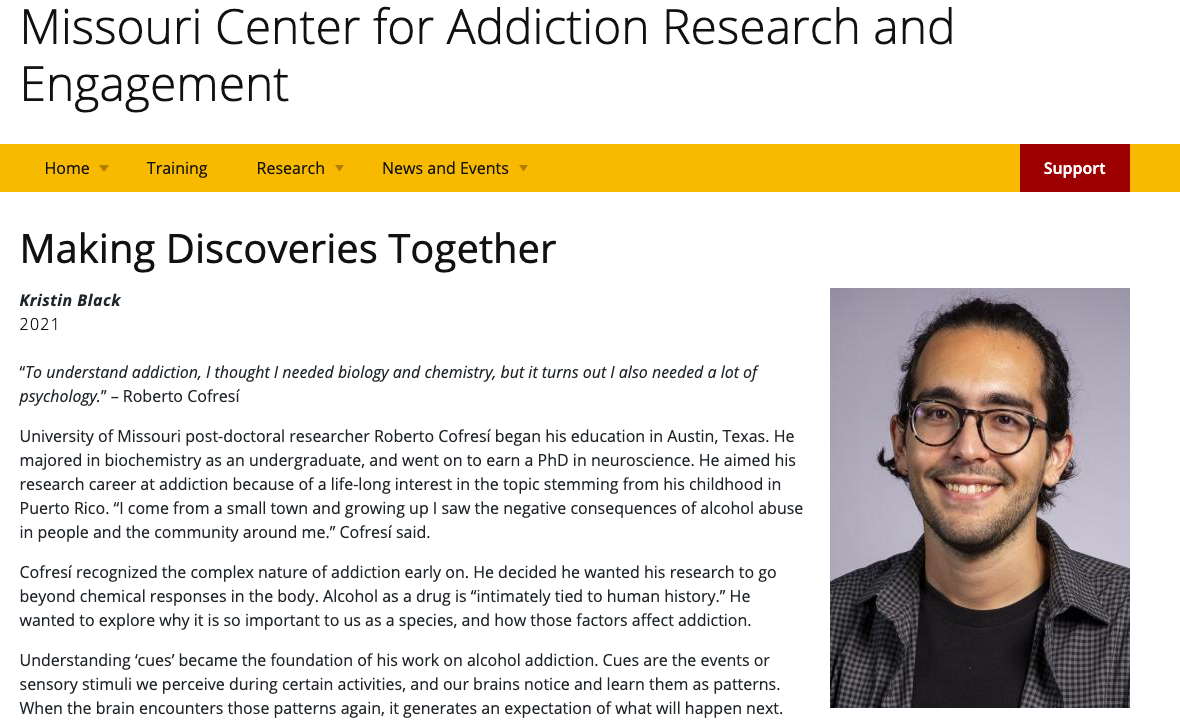 Missouri Center for Addiction Research and
Engagement
Home Training Research News and Events Support
Making Discoveries Together
Kristin Black
2021
“To understand addiction, I thought I needed biology and chemistry, but it turns out I also needed a lot of
psychology.” – Roberto Cofresí
University of Missouri post-doctoral researcher Roberto Cofresí began his education in Austin, Texas. He
majored in biochemistry as an undergraduate, and went on to earn a PhD in neuroscience. He aimed his
research career at addiction because of a life-long interest in the topic stemming from his childhood in
Puerto Rico. “I come from a small town and growing up I saw the negative consequences of alcohol abuse
in people and the community around me.” Cofresí said.
Cofresí recognized the complex nature of addiction early on. He decided he wanted his research to go
beyond chemical responses in the body. Alcohol as a drug is “intimately tied to human history.” He
wanted to explore why it is so important to us as a species, and how those factors affect addiction.
Understanding ‘cues’ became the foundation of his work on alcohol addiction. Cues are the events or
sensory stimuli we perceive during certain activities, and our brains notice and learn them as patterns.
When the brain encounters those patterns again, it generates an expectation of what will happen next.